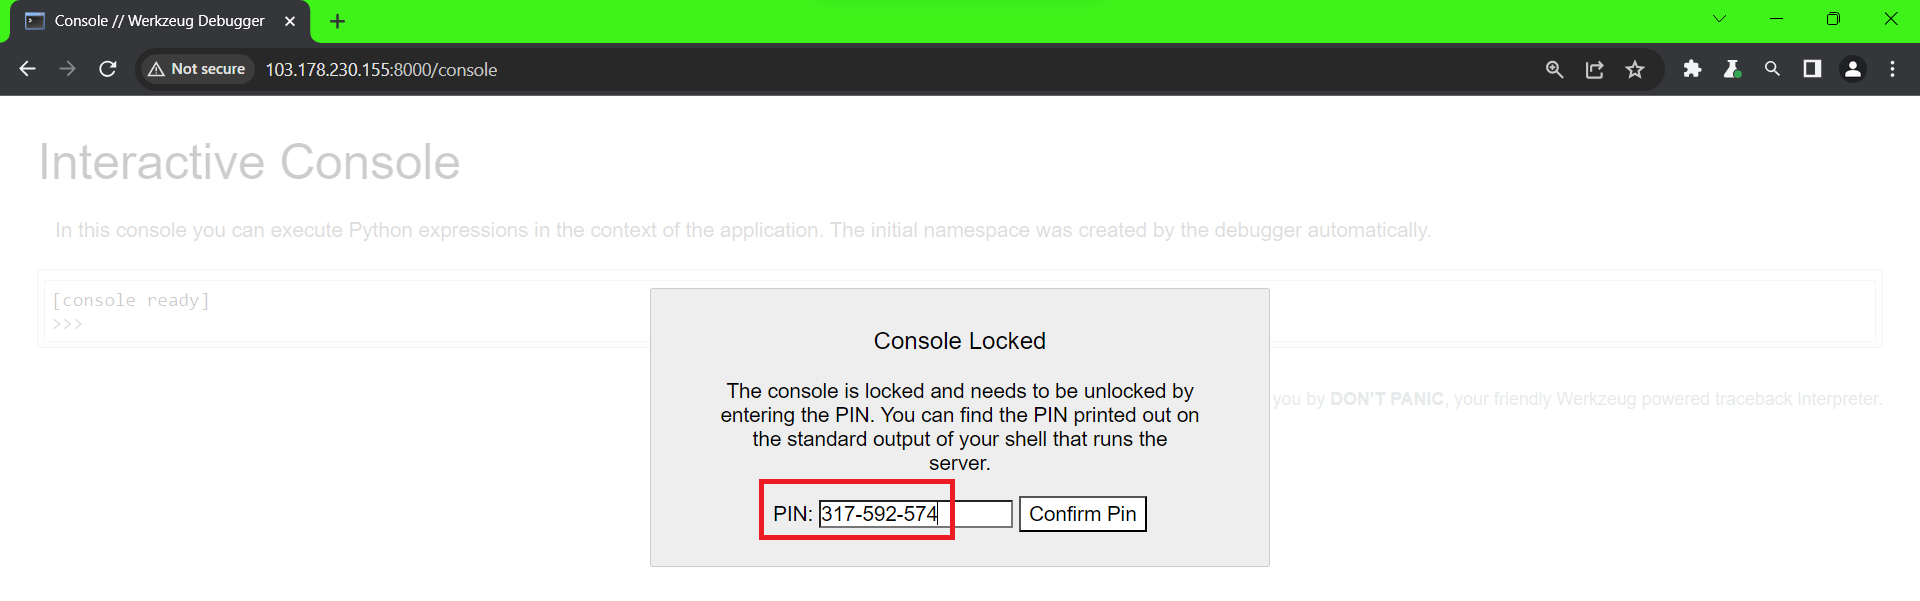 Console // Werkzeug Debugger
Not secure 103.178.230.155:8000/console
Interactive Console
In this console you can execute Python expressions in the context of the application. The initial namespace was created by the debugger automatically.
[console ready]
>>>
Console Locked
The console is locked and needs to be unlocked by
entering the PIN. You can find the PIN printed out on
the standard output of your shell that runs the
server.
you by DON'T PANIC, your friendly Werkzeug powered traceback interpreter.
PIN: 317-592-574 Confirm Pin